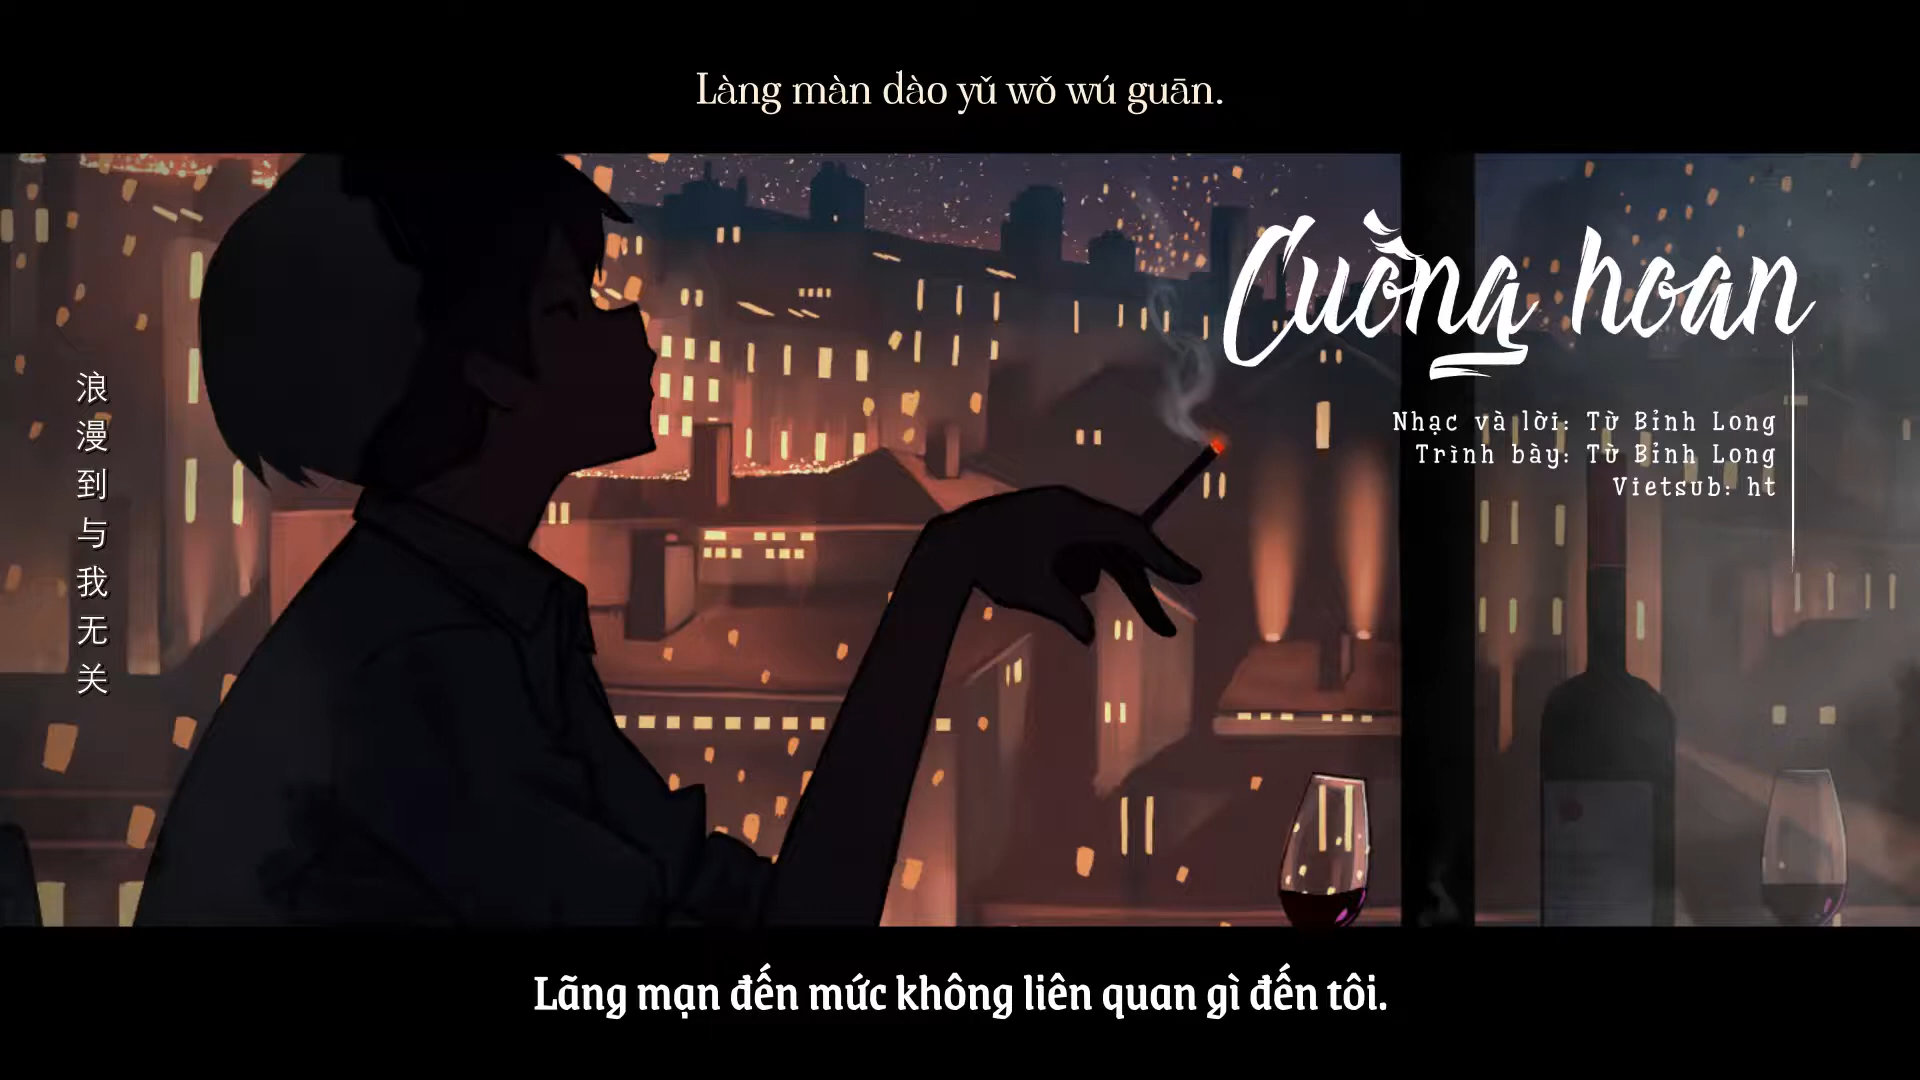 Làng màn dào yǔ wǒ wú guān.
Cuồng hoan
Nhạc và lời: Từ Bỉnh Long
Trình bày: Từ Bỉnh Long
Vietsub: ht
浪漫到与我无关
Lãng mạn đến mức không liên quan gì đến tôi.